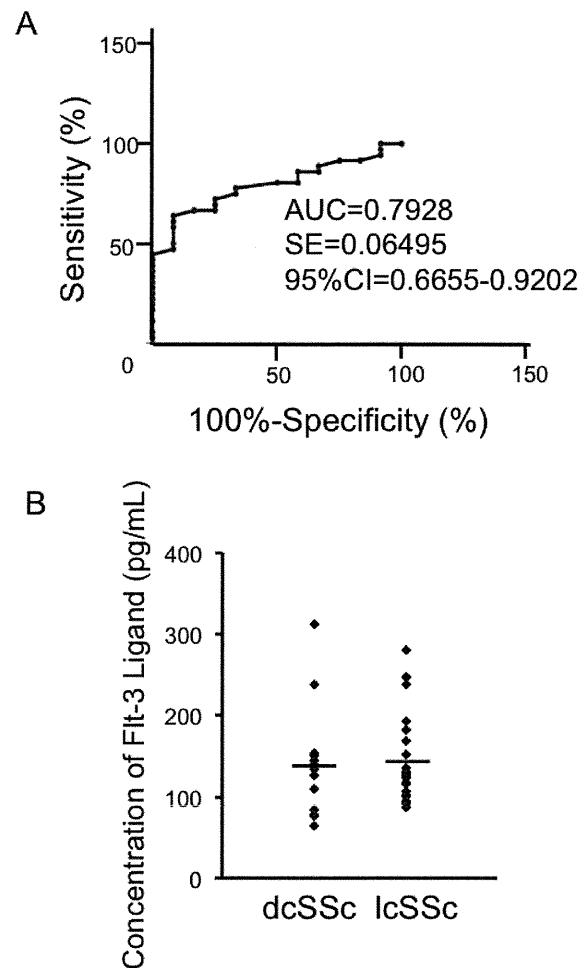 A
150
100
50
0
Sensitivity (%)
AUC=0.7928
SE=0.06495
95%CI=0.6655-0.9202
50
100
150
100%-Specificity (%)
B
Concentration of Flt-3 Ligand (pg/mL)
400
300
200
100
0
dcSSc
lcSSc